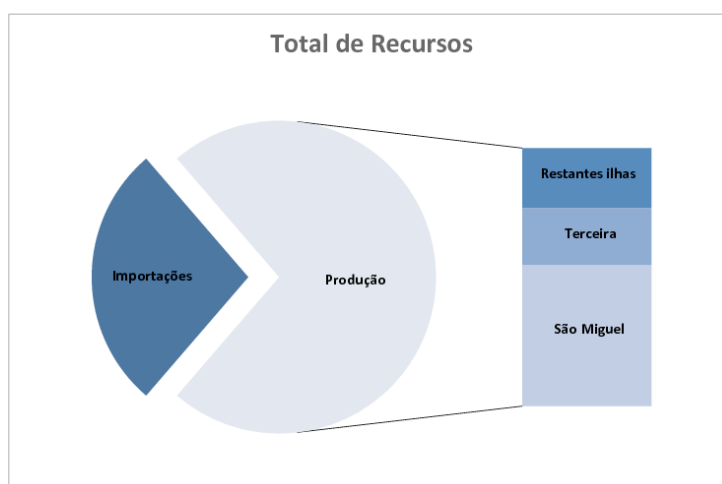 Total de Recursos
Restantes ilhas
Terceira
Importações
Produção
São Miguel